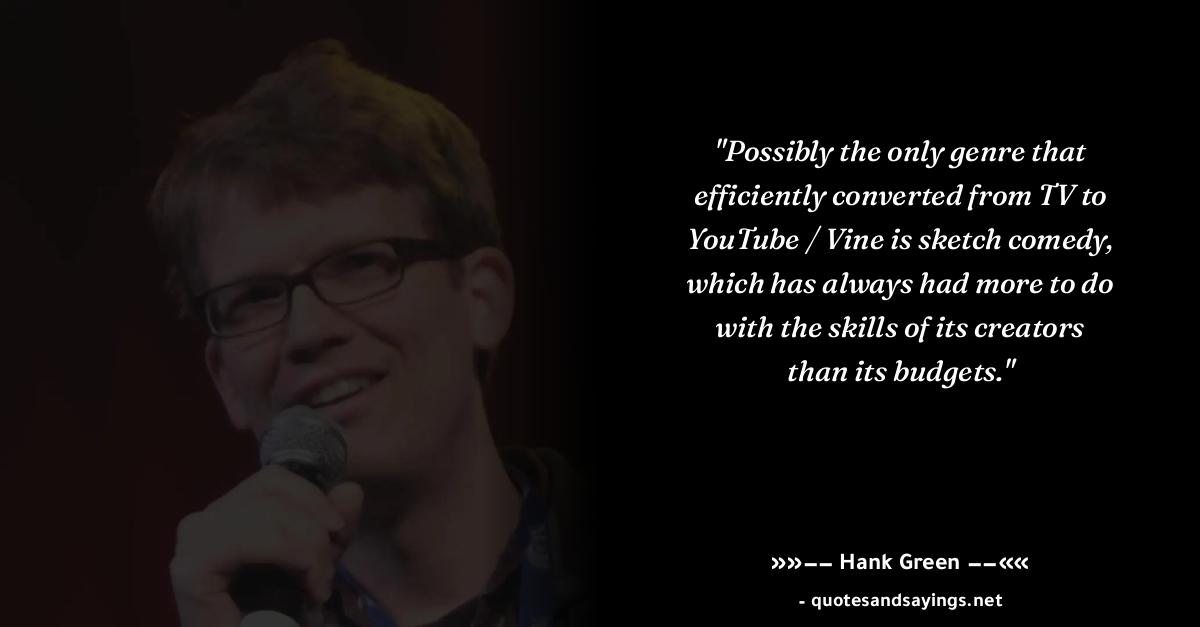 "Possibly the only genre that
efficiently converted from TV to
YouTube / Vine is sketch comedy,
which has always had more to do
with the skills of its creators
than its budgets."
»»–– Hank Green ––««
- quotesandsayings.net